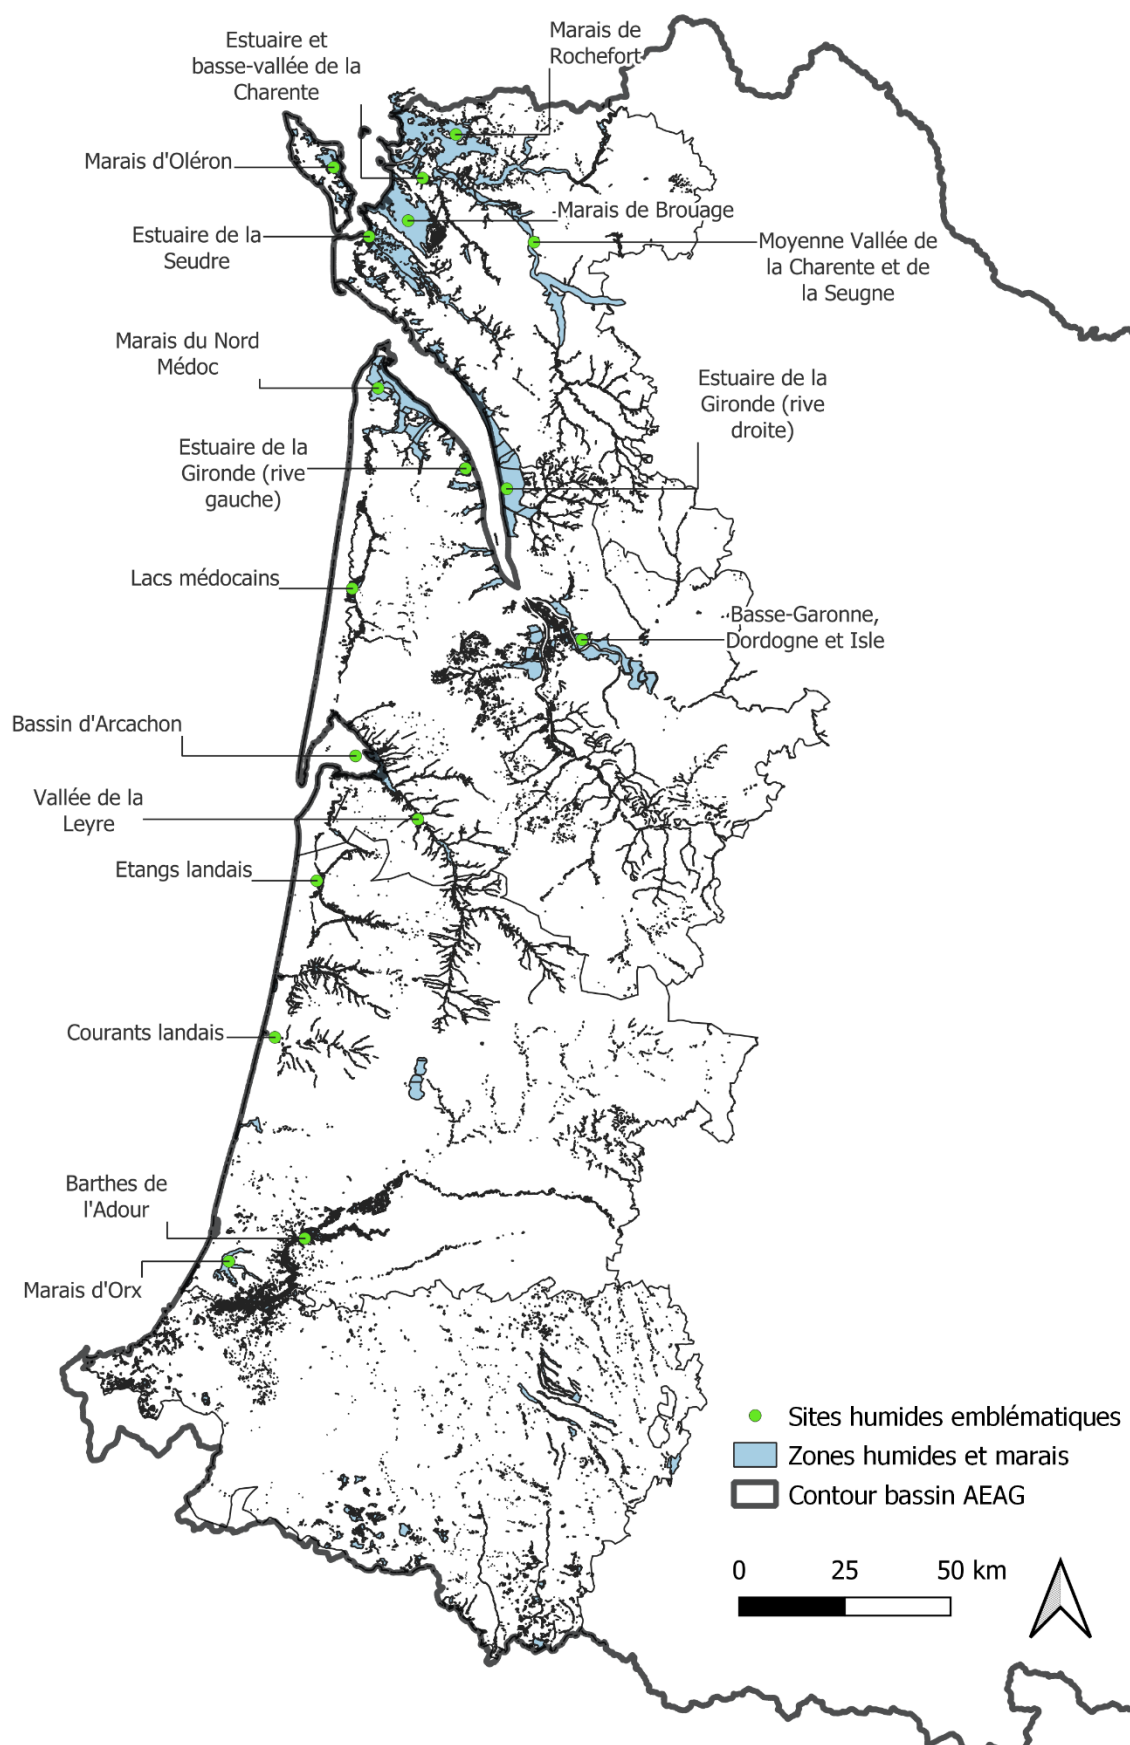 Estuaire et
basse-vallée de la
Charente
Marais de
Rochefort
Marais d'Oléron
Marais de Brouage
Estuaire de la
Seudre
Moyenne Vallée de
la Charente et de
la Seugne
Marais du Nord
Médoc
Estuaire de la
Gironde (rive
droite)
Estuaire de la
Gironde (rive
gauche)
Lacs médocains
Basse-Garonne,
Dordogne et Isle
Bassin d'Arcachon
Vallée de la
Leyre
Etangs landais
Courants landais
Barthes de
l'Adour
Marais d'Orx
Sites humides emblématiques
Zones humides et marais
Contour bassin AEAG
0 25 50 km